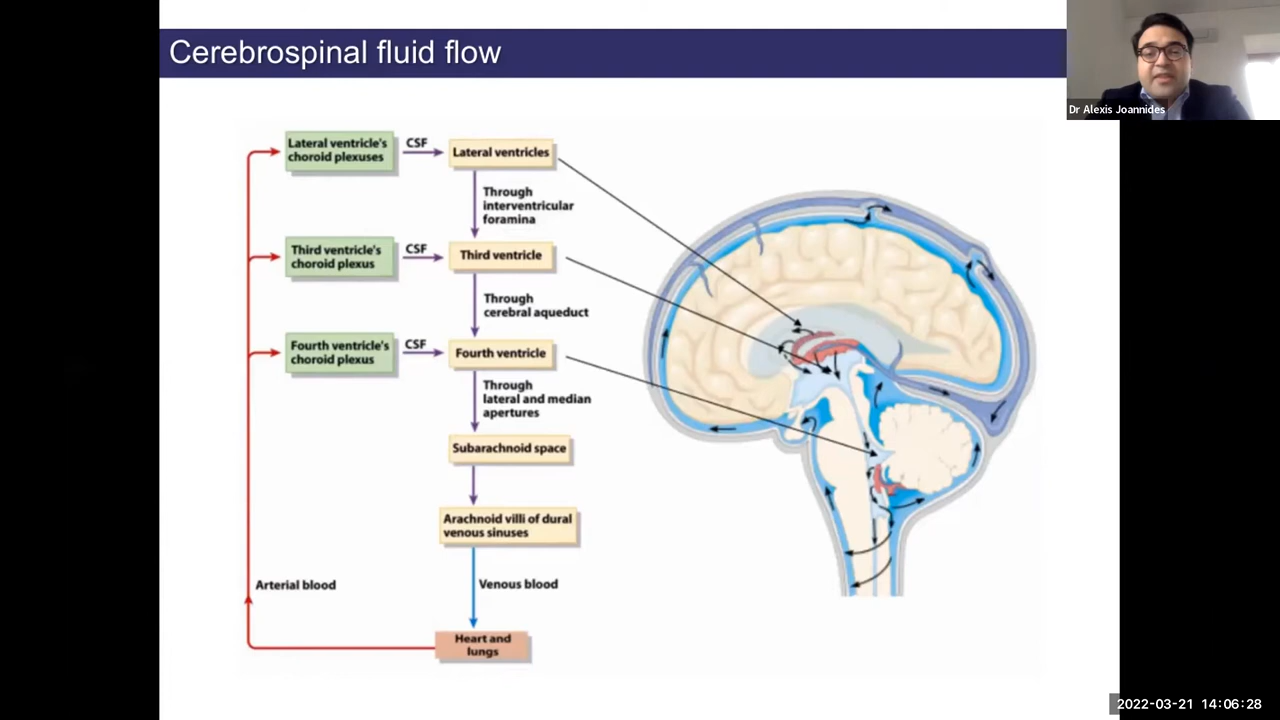 Cerebrospinal fluid flow
Dr Alexis Joannides
Lateral ventricle's
choroid plexuses
CSF
Lateral ventricles
Through
interventricular
foramina
Third ventricle's
choroid plexus
CSF
Third ventricle
Through
cerebral aqueduct
Fourth ventricle's
choroid plexus
CSF
Fourth ventricle
Through
lateral and median
apertures
Subarachnoid space
Arachnoid villi of dural
venous sinuses
Arterial blood
Venous blood
Heart and
lungs
2022-03-21 14:06:28